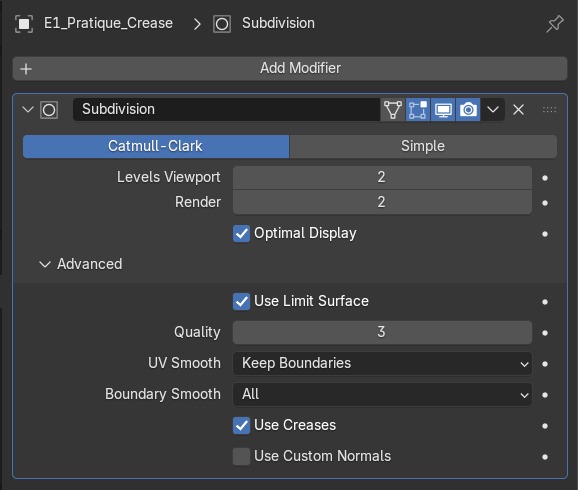 E1_Pratique_Crease > Subdivision
Add Modifier
Subdivision
Catmull-Clark Simple
Levels Viewport 2
Render 2
Optimal Display
Advanced
Use Limit Surface
Quality 3
UV Smooth Keep Boundaries
Boundary Smooth All
Use Creases
Use Custom Normals